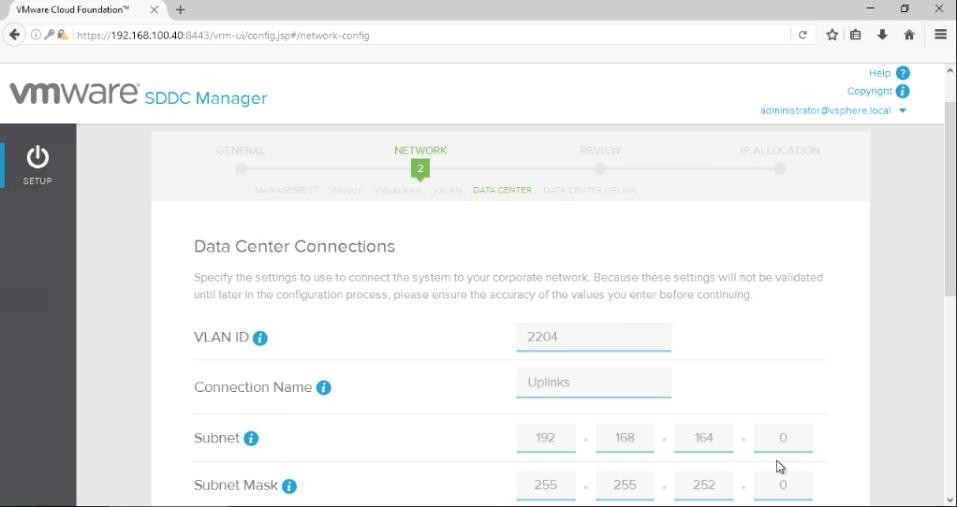 VMware Cloud Foundation™
https://192.168.100.40:8443/vrm-ui/config.jsp#/network-config
Help
vmware SDDC Manager
Copyright
administrator@vsphere.local
SETUP
GENERAL NETWORK REVIEW IP ALLOCATION
2
MANAGEMENT vMotion Virtual SAN VXLAN DATA CENTER DATA CENTER UPLINK
Data Center Connections
Specify the settings to use to connect the system to your corporate network. Because these settings will not be validated
until later in the configuration process, please ensure the accuracy of the values you enter before continuing.
VLAN ID 2204
Connection Name Uplinks
Subnet 192 . 168 . 164 . 0
Subnet Mask 255 . 255 . 252 . 0